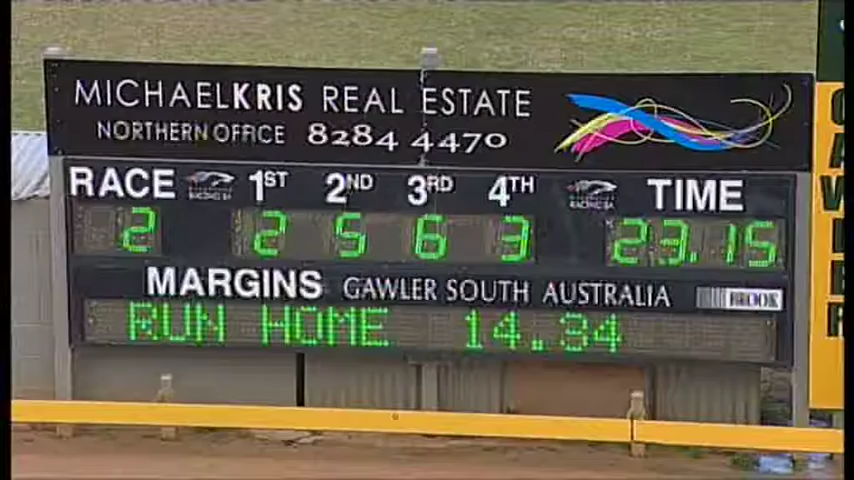 MICHAELKRIS REAL ESTATE
NORTHERN OFFICE 8284 4470
RACE 1ST 2ND 3RD 4TH TIME
2 2 5 6 3 23.15
MARGINS GAWLER SOUTH AUSTRALIA BROOK
RUN HOME 14.34
GAWLER